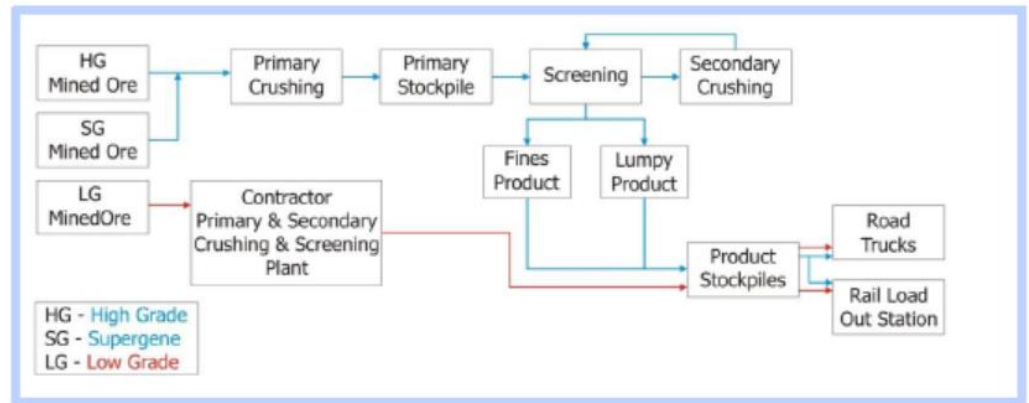 HG
Mined Ore
Primary
Crushing
Primary
Stockpile
Screening
Secondary
Crushing
SG
Mined Ore
Fines
Product
Lumpy
Product
LG
MinedOre
Contractor
Primary & Secondary
Crushing & Screening
Plant
Product
Stockpiles
Road
Trucks
Rail Load
Out Station
HG - High Grade
SG - Supergene
LG - Low Grade